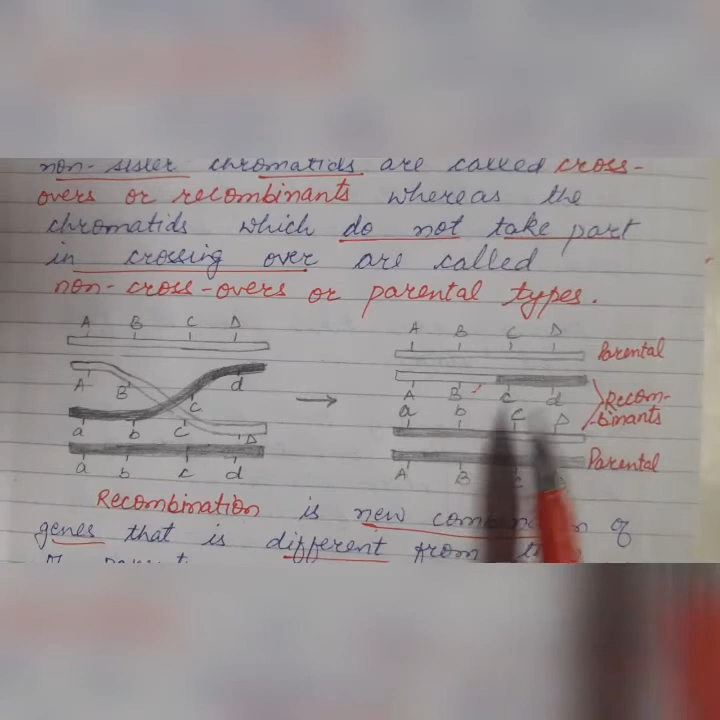 non-sister chromatids are called cross-
overs or recombinants whereas the
chromatids which do not take part
in crossing over are called
non-cross-overs or parental types.
A B C D
A B C d
a b C D
a b c d
A B C D Parental
A B c d
Recom-
binants
a b C D
A B Parental
Recombination is new of
genes that is different from